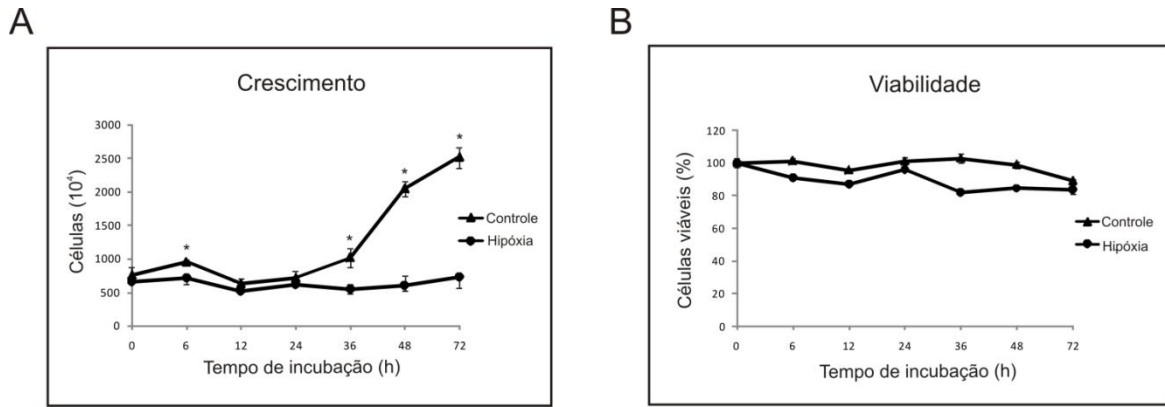 A
Crescimento
3000
2500
2000
1500
1000
500
0
Células (10⁴)
*
*
*
*
Controle
Hipóxia
0 6 12 24 36 48 72
Tempo de incubação (h)
B
Viabilidade
120
100
80
60
40
20
0
Células viáveis (%)
Controle
Hipóxia
0 6 12 24 36 48 72
Tempo de incubação (h)